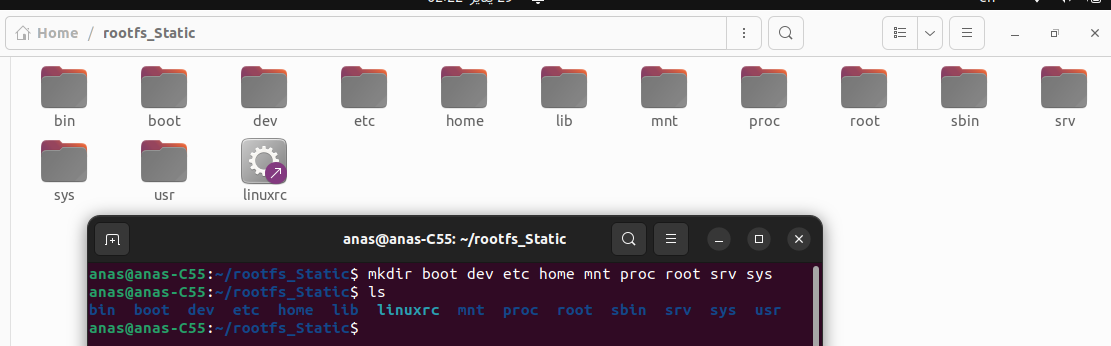 Home / rootfs_Static
bin boot dev etc home lib mnt proc root sbin srv
sys usr linuxrc
anas@anas-C55: ~/rootfs_Static
anas@anas-C55:~/rootfs_Static$ mkdir boot dev etc home mnt proc root srv sys
anas@anas-C55:~/rootfs_Static$ ls
bin boot dev etc home lib linuxrc mnt proc root sbin srv sys usr
anas@anas-C55:~/rootfs_Static$